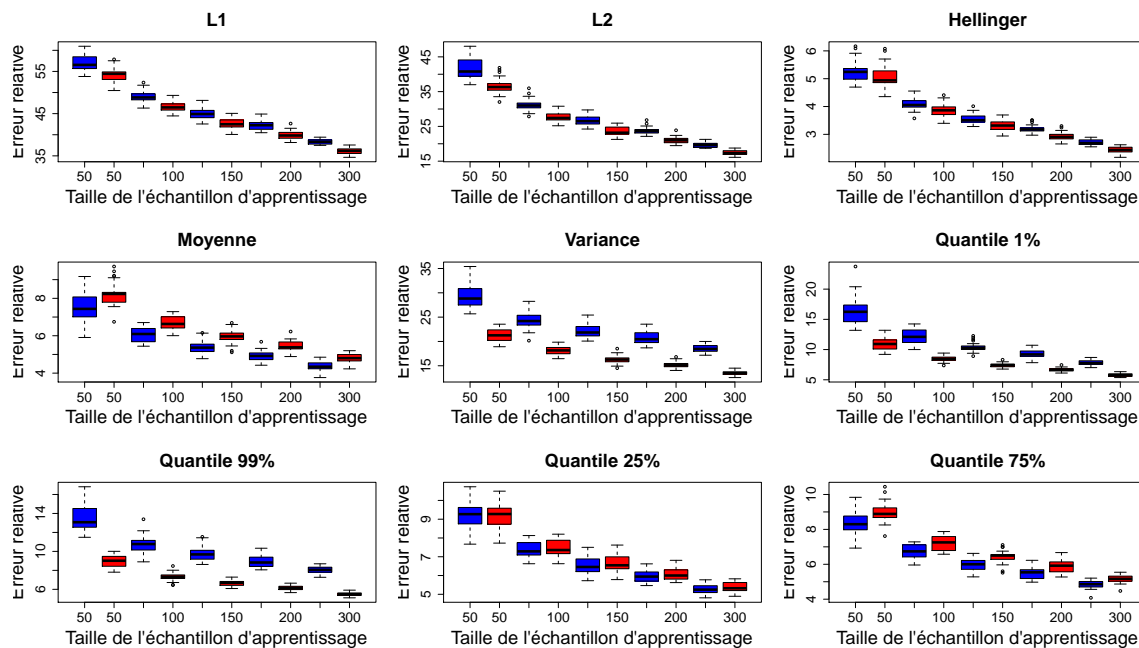 L1
Erreur relative
35 45 55
50 50 100 150 200 300
Taille de l'échantillon d'apprentissage
L2
Erreur relative
15 25 35 45
50 50 100 150 200 300
Taille de l'échantillon d'apprentissage
Hellinger
Erreur relative
3 4 5 6
50 50 100 150 200 300
Taille de l'échantillon d'apprentissage
Moyenne
Erreur relative
4 6 8
50 50 100 150 200 300
Taille de l'échantillon d'apprentissage
Variance
Erreur relative
15 25 35
50 50 100 150 200 300
Taille de l'échantillon d'apprentissage
Quantile 1%
Erreur relative
5 10 15 20
50 50 100 150 200 300
Taille de l'échantillon d'apprentissage
Quantile 99%
Erreur relative
6 8 10 14
50 50 100 150 200 300
Taille de l'échantillon d'apprentissage
Quantile 25%
Erreur relative
5 6 7 9
50 50 100 150 200 300
Taille de l'échantillon d'apprentissage
Quantile 75%
Erreur relative
4 6 8 10
50 50 100 150 200 300
Taille de l'échantillon d'apprentissage